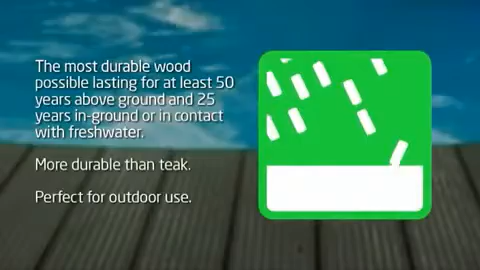 The most durable wood
possible lasting for at least 50
years above ground and 25
years in-ground or in contact
with freshwater.
More durable than teak.
Perfect for outdoor use.